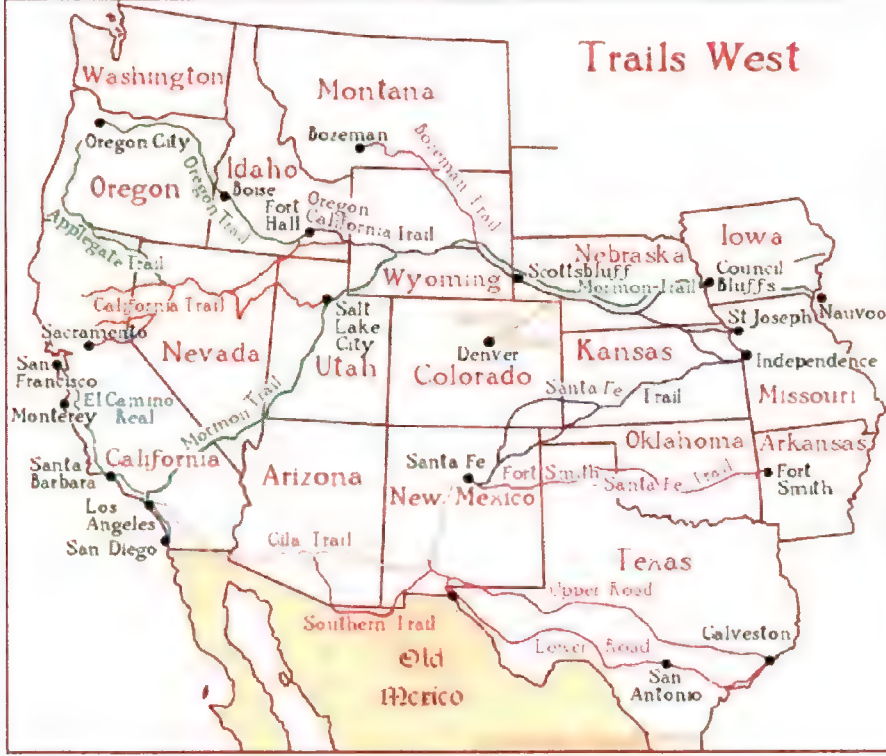 Trails West
Washington
Montana
Oregon City
Bozeman
Bozeman Trail
Idaho
Oregon
Oregon Trail
Boise
Fort
Hall
Oregon
California Trail
Iowa
Nebraska
Applegate Trail
Wyoming
Scottsbluff
Mormon Trail
Council
Bluffs
California Trail
Nauvoo
Salt
Lake
City
St Joseph
Sacramento
Nevada
Utah
Denver
Colorado
Kansas
Independence
San
Francisco
Santa Fe
Trail
Missouri
El Camino
Real
Monterey
Mormon Trail
Oklahoma
Arkansas
Santa
Barbara
California
Arizona
Santa Fe
Fort Smith
Santa Fe Trail
Fort
Smith
New Mexico
Los
Angeles
San Diego
Gila Trail
Texas
Upper Road
Southern Trail
Lower Road
Galveston
Old
Mexico
San
Antonio